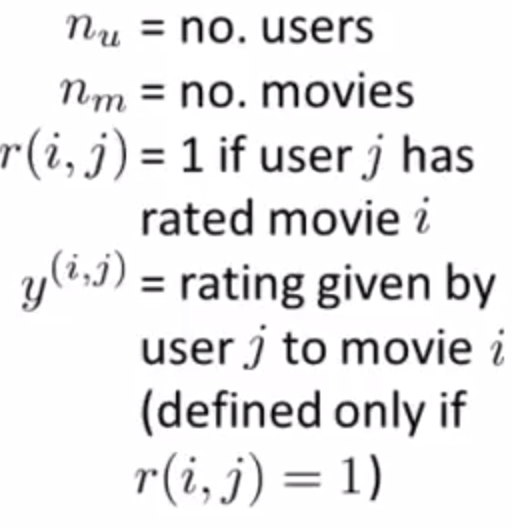 n_u = no. users
n_m = no. movies
r(i, j) = 1 if user j has
rated movie i
y^(i,j) = rating given by
user j to movie i
(defined only if
r(i, j) = 1)